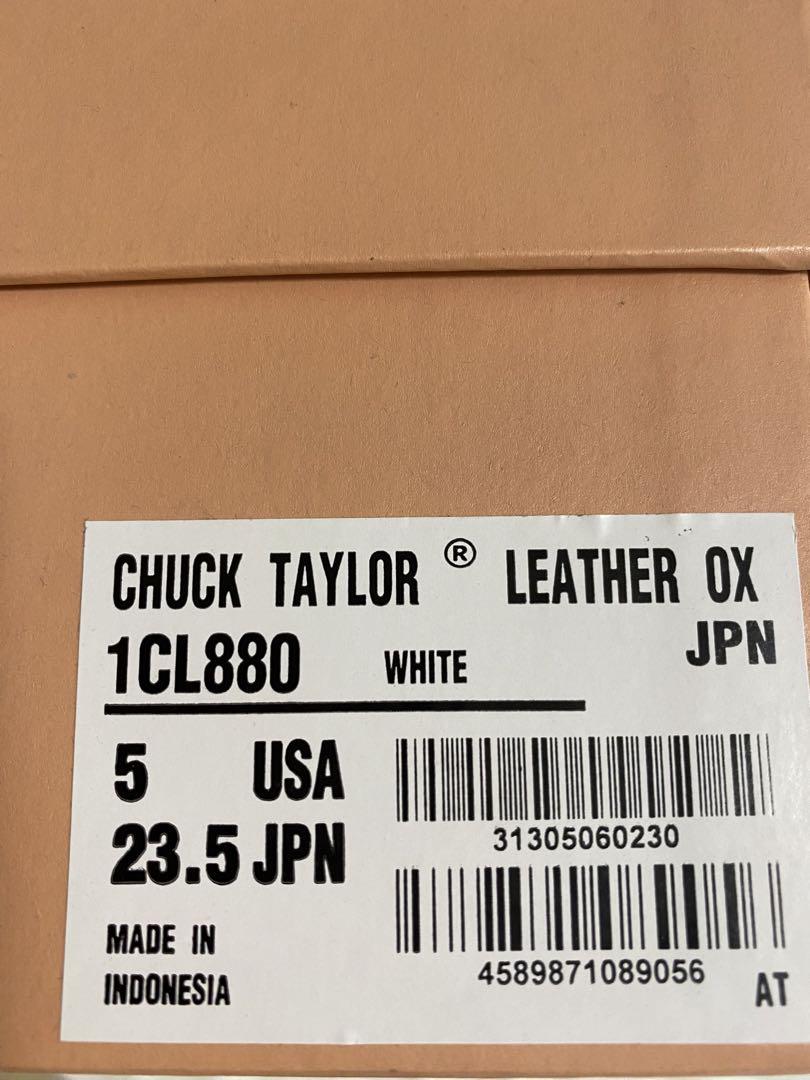 CHUCK TAYLOR ® LEATHER OX
1CL880 WHITE JPN
5 USA
23.5 JPN
31305060230
MADE IN
INDONESIA
4589871089056
AT